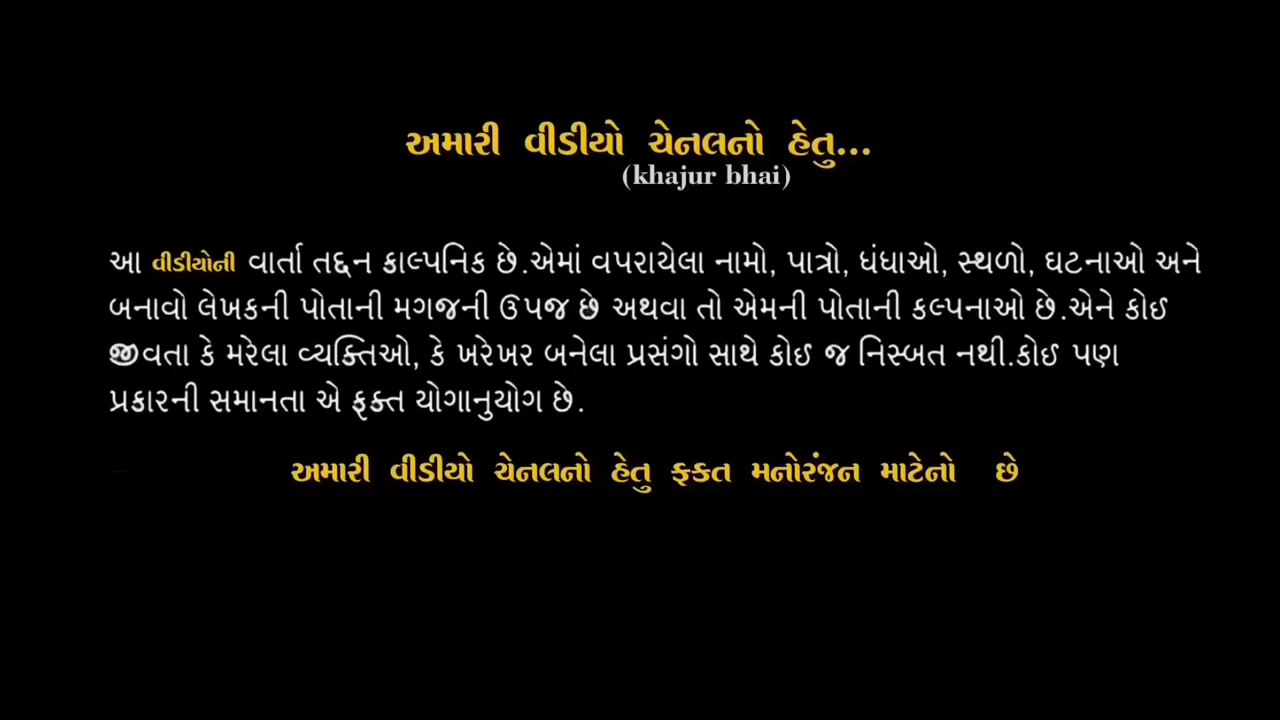 અમારી વીડીયો ચેનલનો હેતુ...
(khajur bhai)
આ વીડીયોની વાર્તા તદ્દન કાલ્પનિક છે.એમાં વપરાયેલા નામો, પાત્રો, ધંધાઓ, સ્થળો, ઘટનાઓ અને
બનાવો લેખકની પોતાની મગજની ઉપજ છે અથવા તો એમની પોતાની કલ્પનાઓ છે.એને કોઈ
જીવતા કે મરેલા વ્યક્તિઓ, કે ખરેખર બનેલા પ્રસંગો સાથે કોઈ જ નિસ્બત નથી.કોઈ પણ
પ્રકારની સમાનતા એ ફક્ત યોગાનુયોગ છે.
અમારી વીડીયો ચેનલનો હેતુ ફકત મનોરંજન માટેનો છે